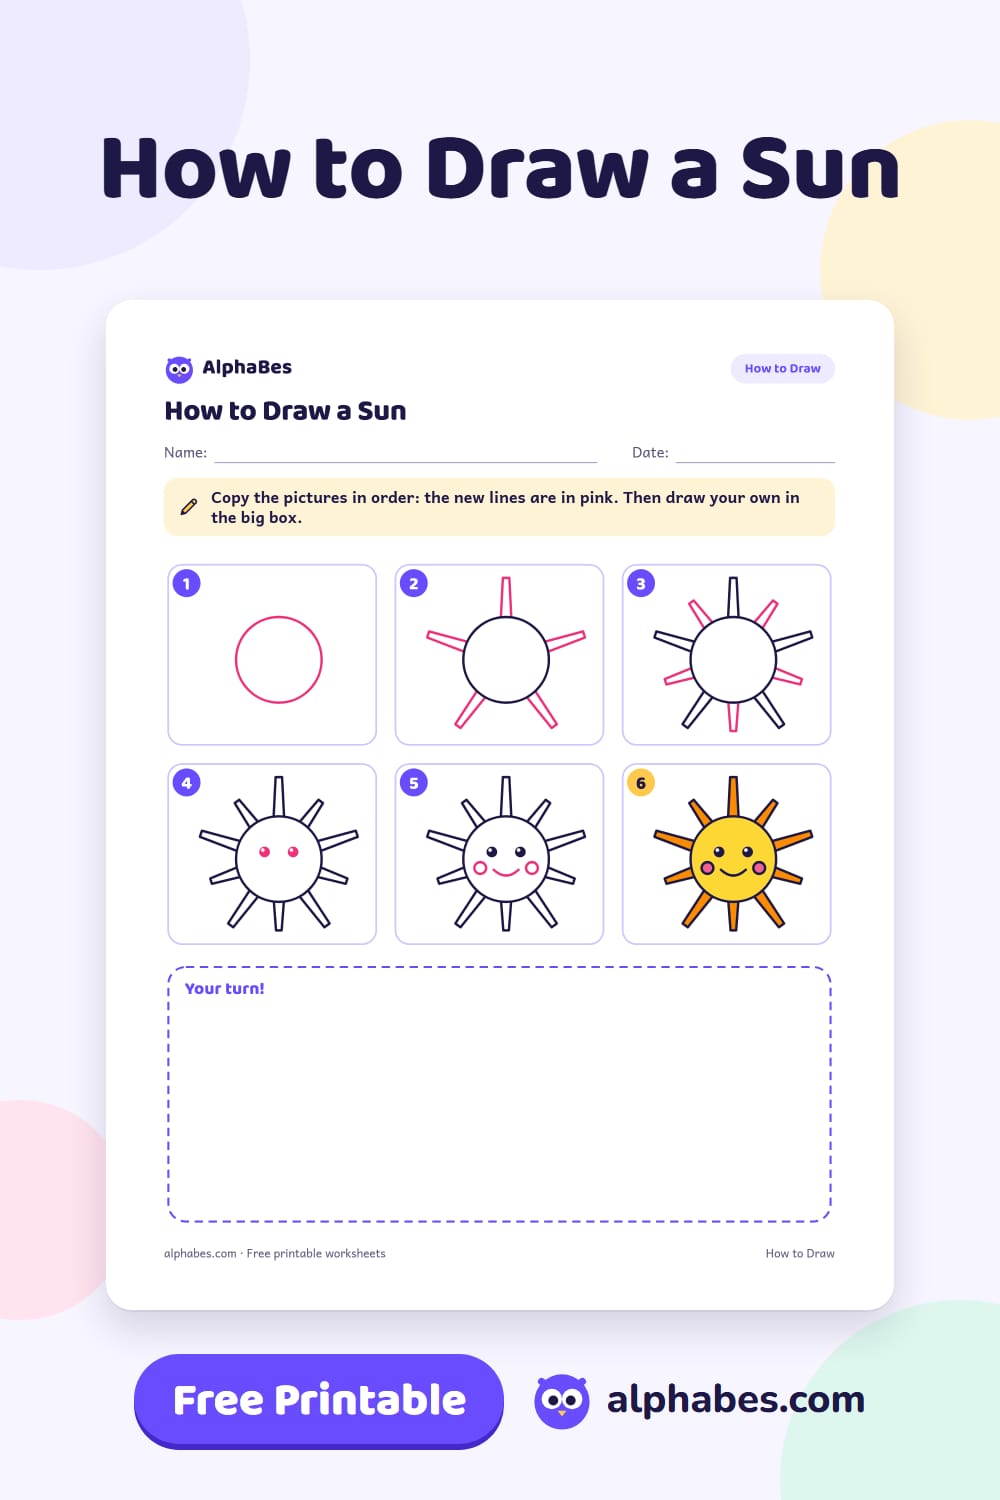 How to Draw a Sun
AlphaBes
How to Draw
How to Draw a Sun
Name:
Date:
Copy the pictures in order: the new lines are in pink. Then draw your own in
the big box.
1
2
3
4
5
6
Your turn!
alphabes.com · Free printable worksheets
How to Draw
Free Printable
alphabes.com